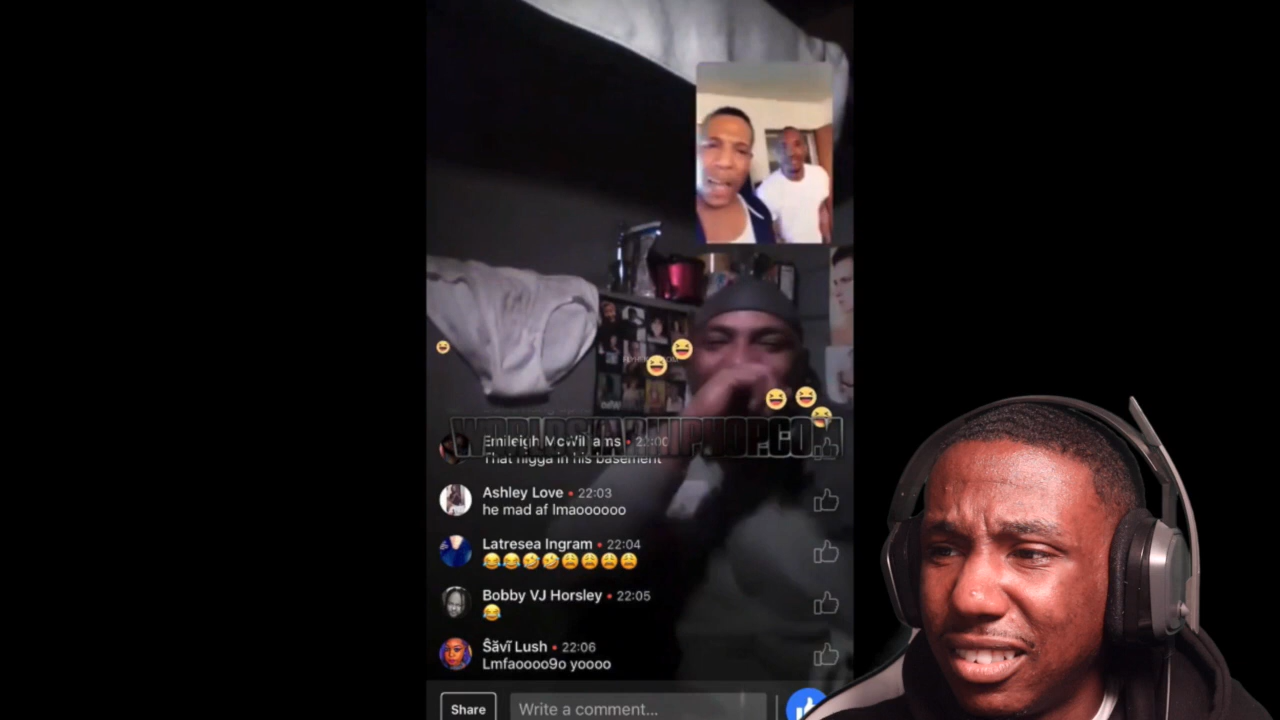 WORLDSTARHIPHOP.COM
Emileigh McWilliams • 22:00
That nigga in his basement
Ashley Love • 22:03
he mad af lmaoooooo
Latresea Ingram • 22:04
😂😂🤣🤣😩😩😩😩
Bobby VJ Horsley • 22:05
😂
Ŝăvĩ Lush • 22:06
Lmfaoooo9o yoooo
Share
Write a comment...